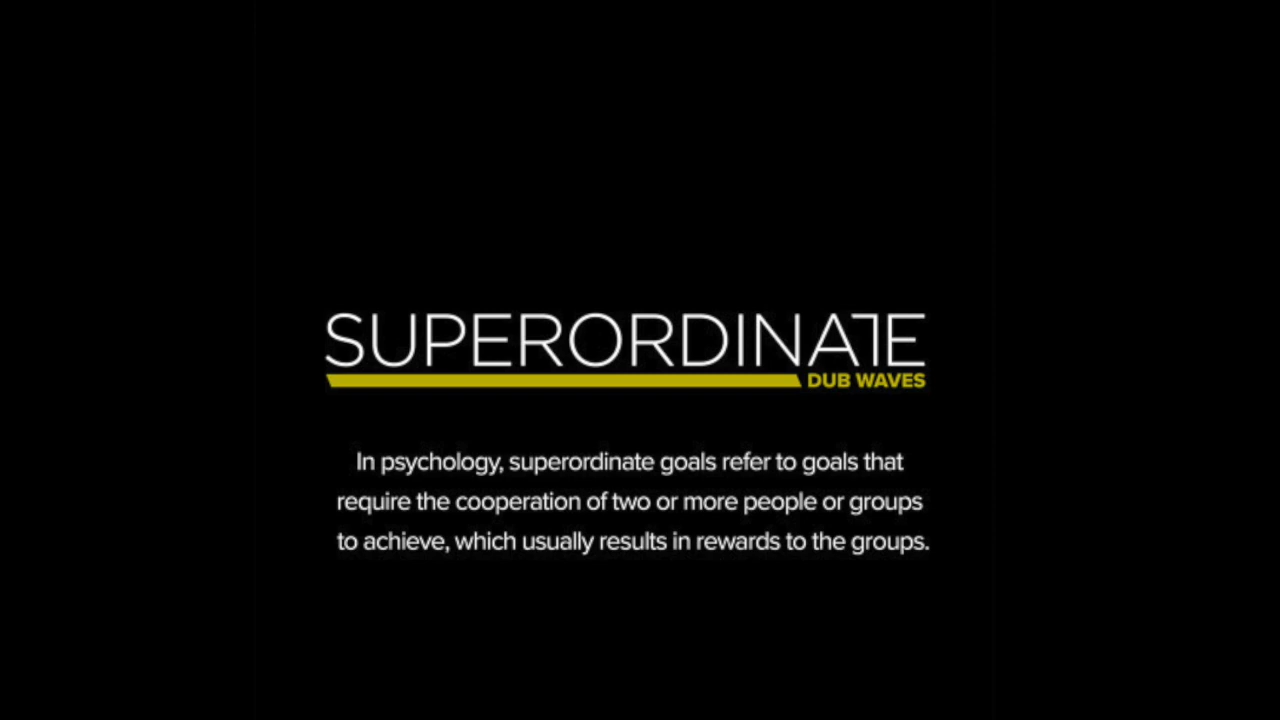 SUPERORDINATE
DUB WAVES
In psychology, superordinate goals refer to goals that
require the cooperation of two or more people or groups
to achieve, which usually results in rewards to the groups.